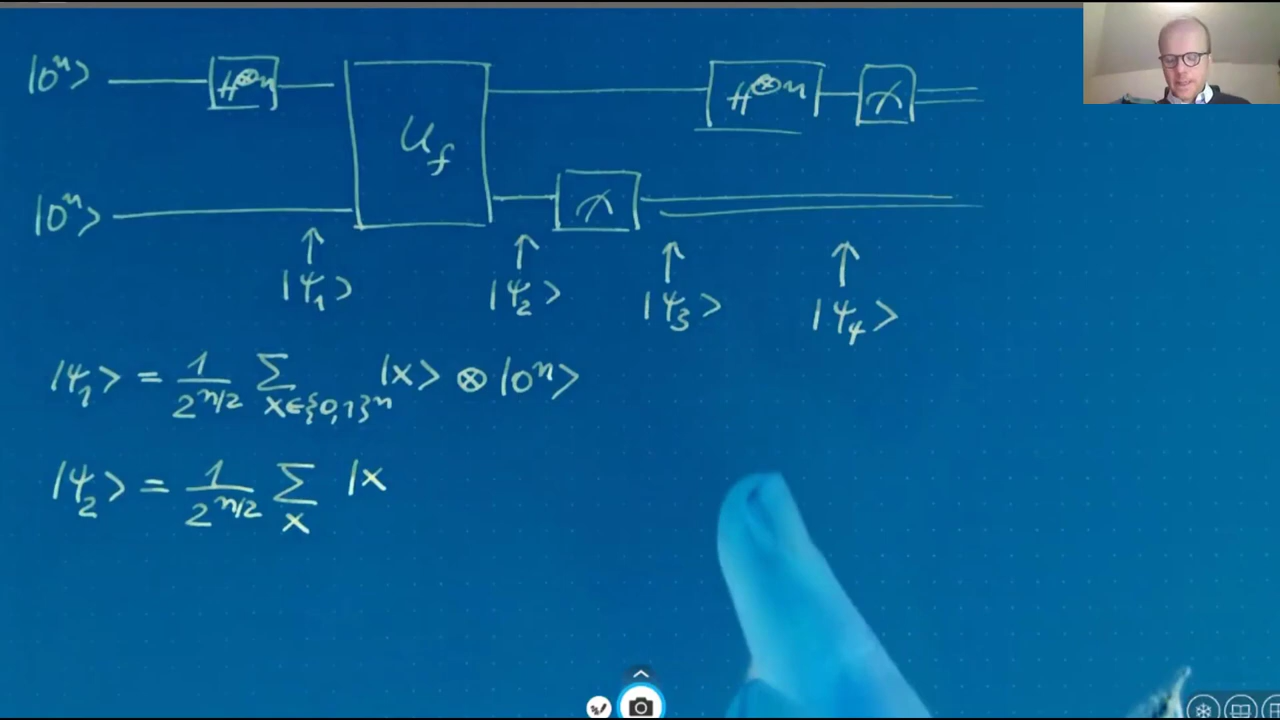 |0ⁿ⟩ H^{⊗n} U_f H^{⊗n}
|0ⁿ⟩
|ψ₁⟩ |ψ₂⟩ |ψ₃⟩ |ψ₄⟩
|ψ₁⟩ = 1/2^{n/2} Σ_{x∈{0,1}ⁿ} |x⟩ ⊗ |0ⁿ⟩
|ψ₂⟩ = 1/2^{n/2} Σ_x |x